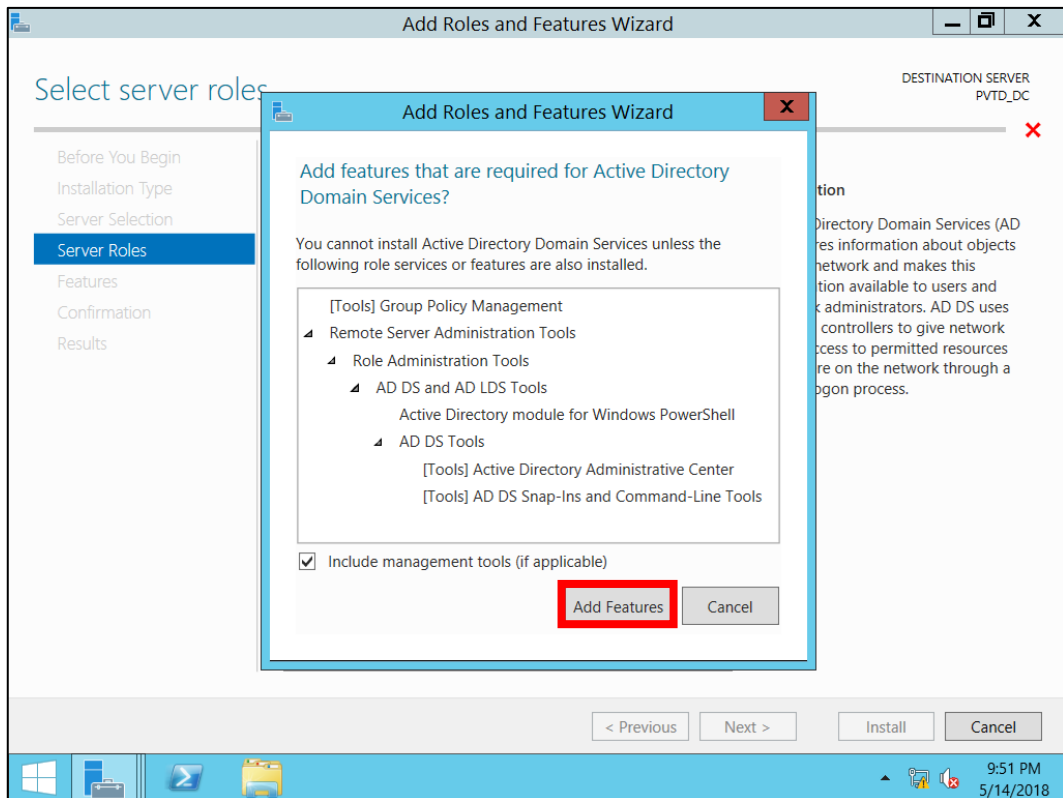 Add Roles and Features Wizard
Select server roles
DESTINATION SERVER
PVTD_DC
Before You Begin
Installation Type
Server Selection
Server Roles
Features
Confirmation
Results
Add Roles and Features Wizard
Add features that are required for Active Directory
Domain Services?
You cannot install Active Directory Domain Services unless the
following role services or features are also installed.
[Tools] Group Policy Management
Remote Server Administration Tools
Role Administration Tools
AD DS and AD LDS Tools
Active Directory module for Windows PowerShell
AD DS Tools
[Tools] Active Directory Administrative Center
[Tools] AD DS Snap-Ins and Command-Line Tools
Include management tools (if applicable)
Add Features
Cancel
tion
Directory Domain Services (AD
res information about objects
network and makes this
tion available to users and
k administrators. AD DS uses
controllers to give network
ccess to permitted resources
re on the network through a
ogon process.
< Previous
Next >
Install
Cancel
9:51 PM
5/14/2018